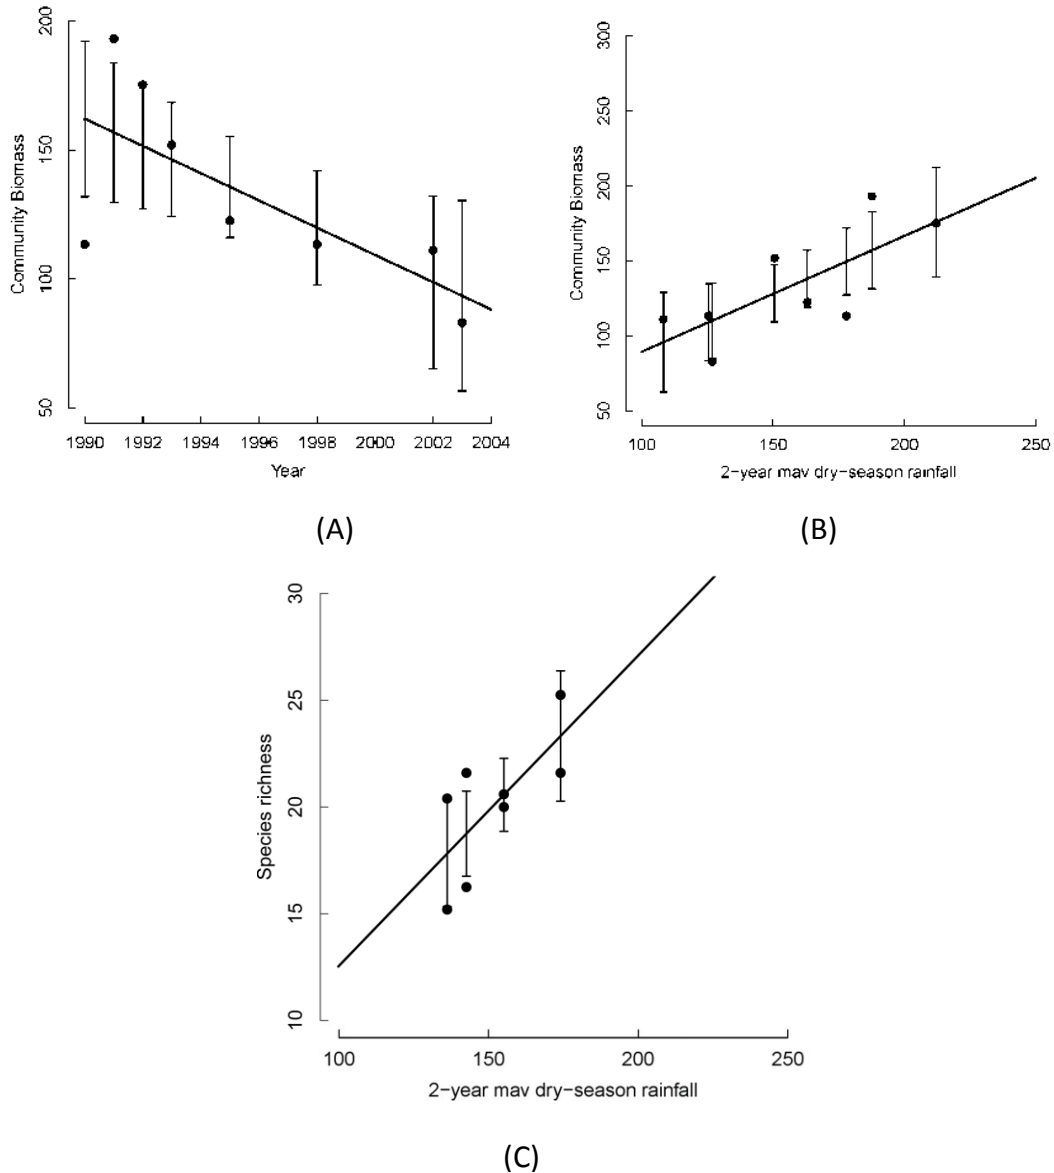 200
150
100
50
Community Biomass
1990 1992 1994 1996 1998 2000 2002 2004
Year
(A)
300
250
200
150
100
50
Community Biomass
100 150 200 250
2-year mav dry-season rainfall
(B)
30
25
20
15
10
Species richness
100 150 200 250
2-year mav dry-season rainfall
(C)